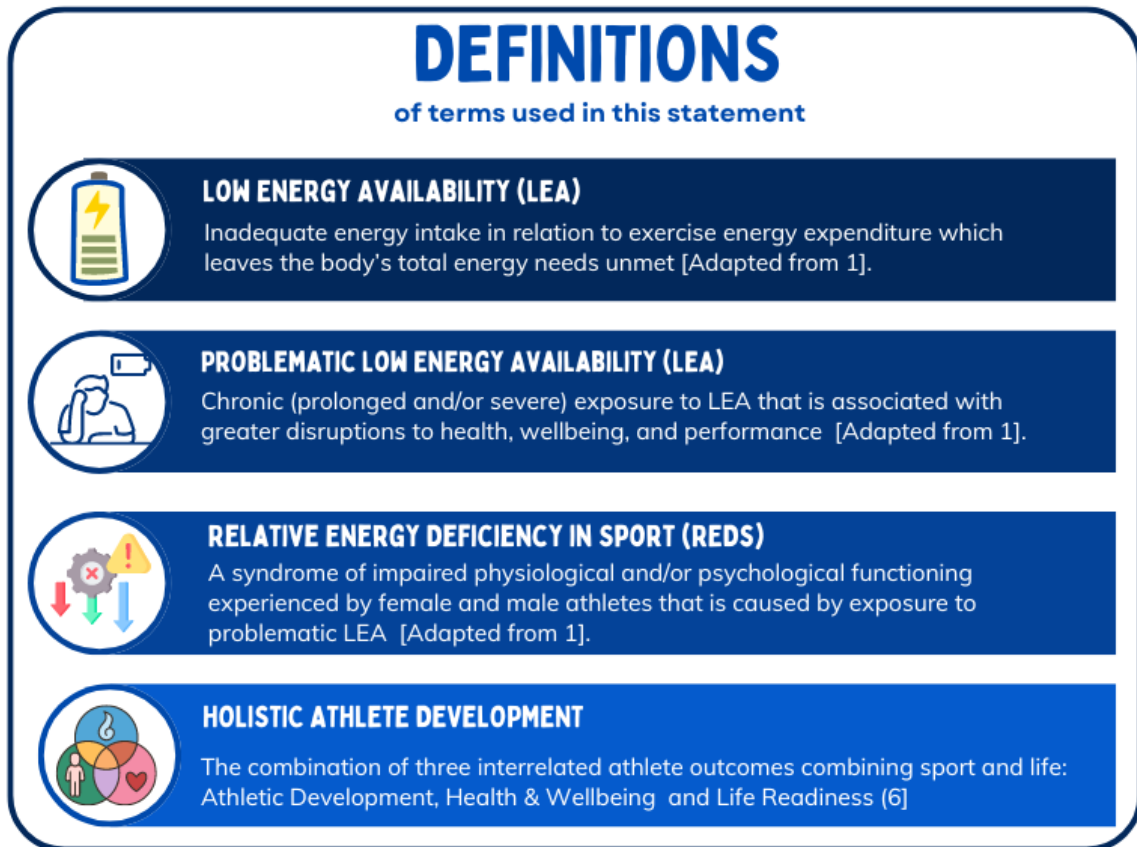 DEFINITIONS
of terms used in this statement
LOW ENERGY AVAILABILITY (LEA)
Inadequate energy intake in relation to exercise energy expenditure which
leaves the body's total energy needs unmet [Adapted from 1].
PROBLEMATIC LOW ENERGY AVAILABILITY (LEA)
Chronic (prolonged and/or severe) exposure to LEA that is associated with
greater disruptions to health, wellbeing, and performance [Adapted from 1].
RELATIVE ENERGY DEFICIENCY IN SPORT (REDS)
A syndrome of impaired physiological and/or psychological functioning
experienced by female and male athletes that is caused by exposure to
problematic LEA [Adapted from 1].
HOLISTIC ATHLETE DEVELOPMENT
The combination of three interrelated athlete outcomes combining sport and life:
Athletic Development, Health & Wellbeing and Life Readiness (6]